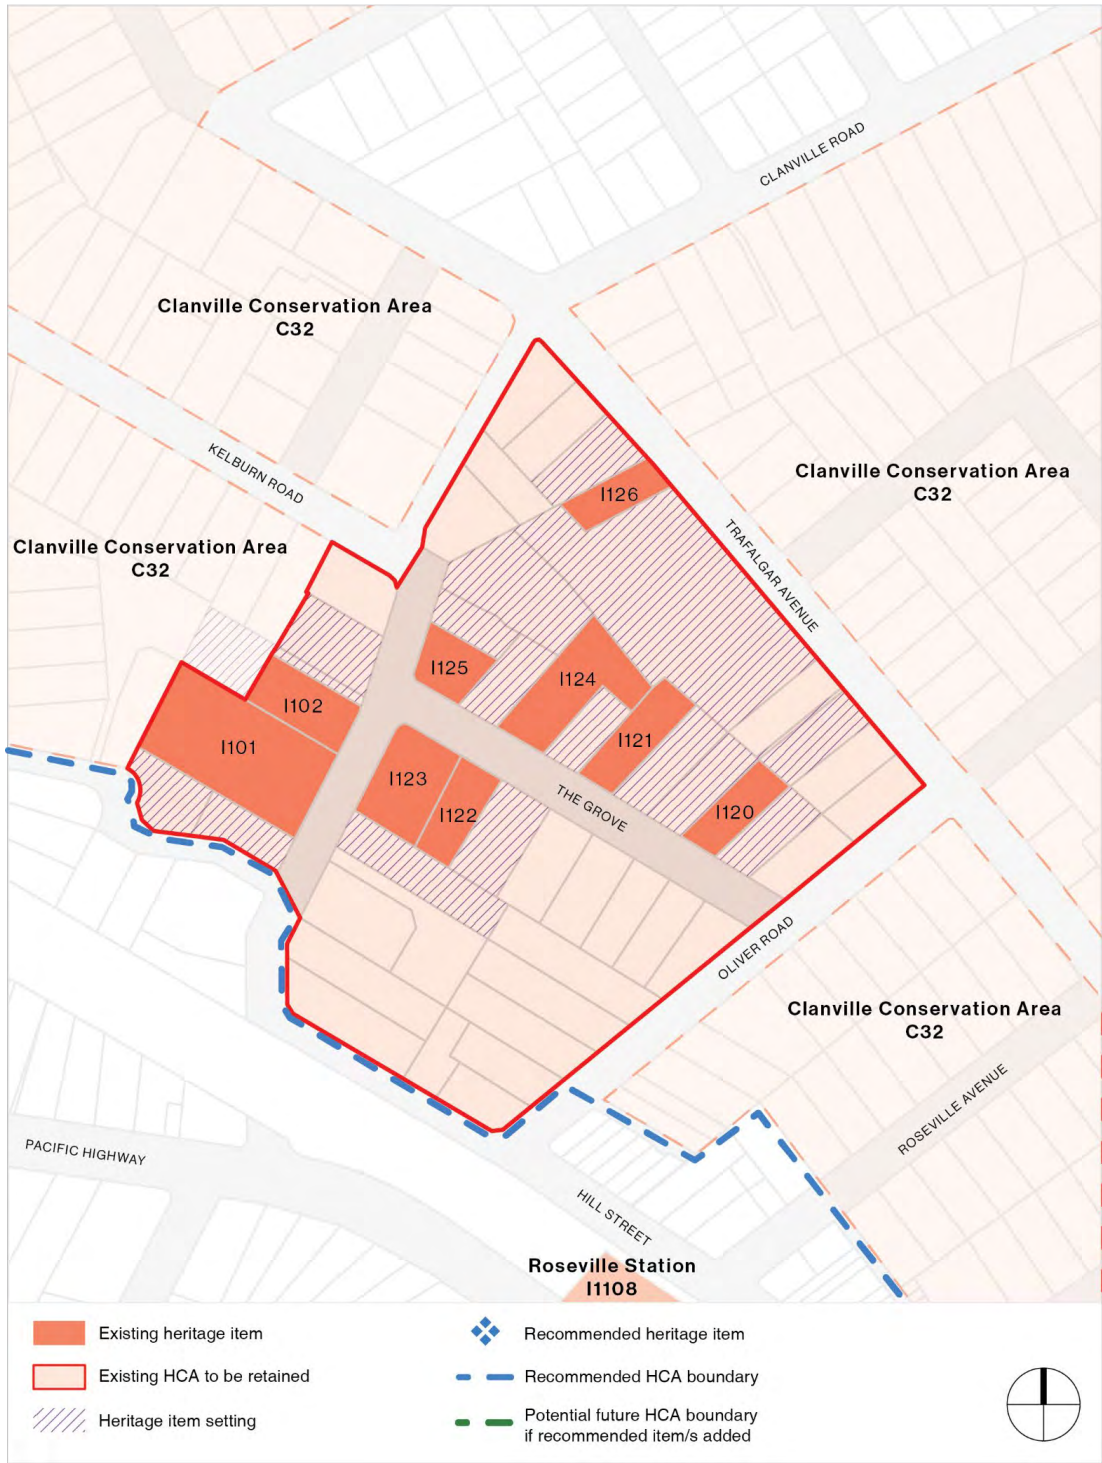 CLANVILLE ROAD
Clanville Conservation Area
C32
KELBURN ROAD
Clanville Conservation Area
C32
I126
TRAFALGAR AVENUE
Clanville Conservation Area
C32
I125
I124
I102
I101
I121
I123
I122
I120
THE GROVE
OLIVER ROAD
Clanville Conservation Area
C32
ROSEVILLE AVENUE
PACIFIC HIGHWAY
HILL STREET
Roseville Station
I1108
Existing heritage item
Existing HCA to be retained
Heritage item setting
Recommended heritage item
Recommended HCA boundary
Potential future HCA boundary
if recommended item/s added